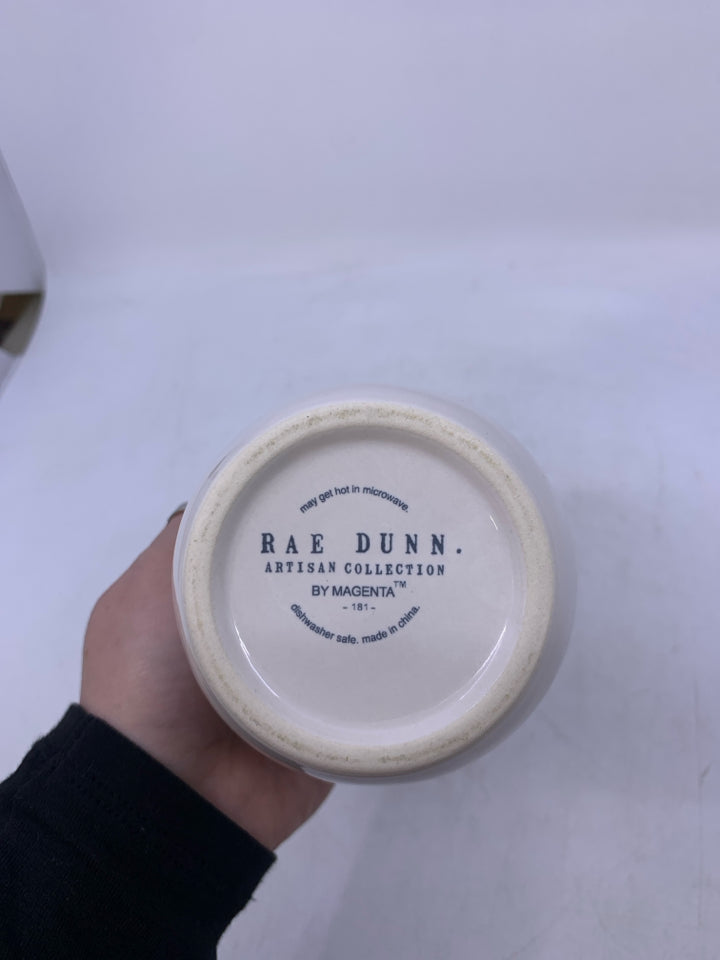 may get hot in microwave.
RAE DUNN.
ARTISAN COLLECTION
BY MAGENTA™
- 181 -
dishwasher safe. made in china.